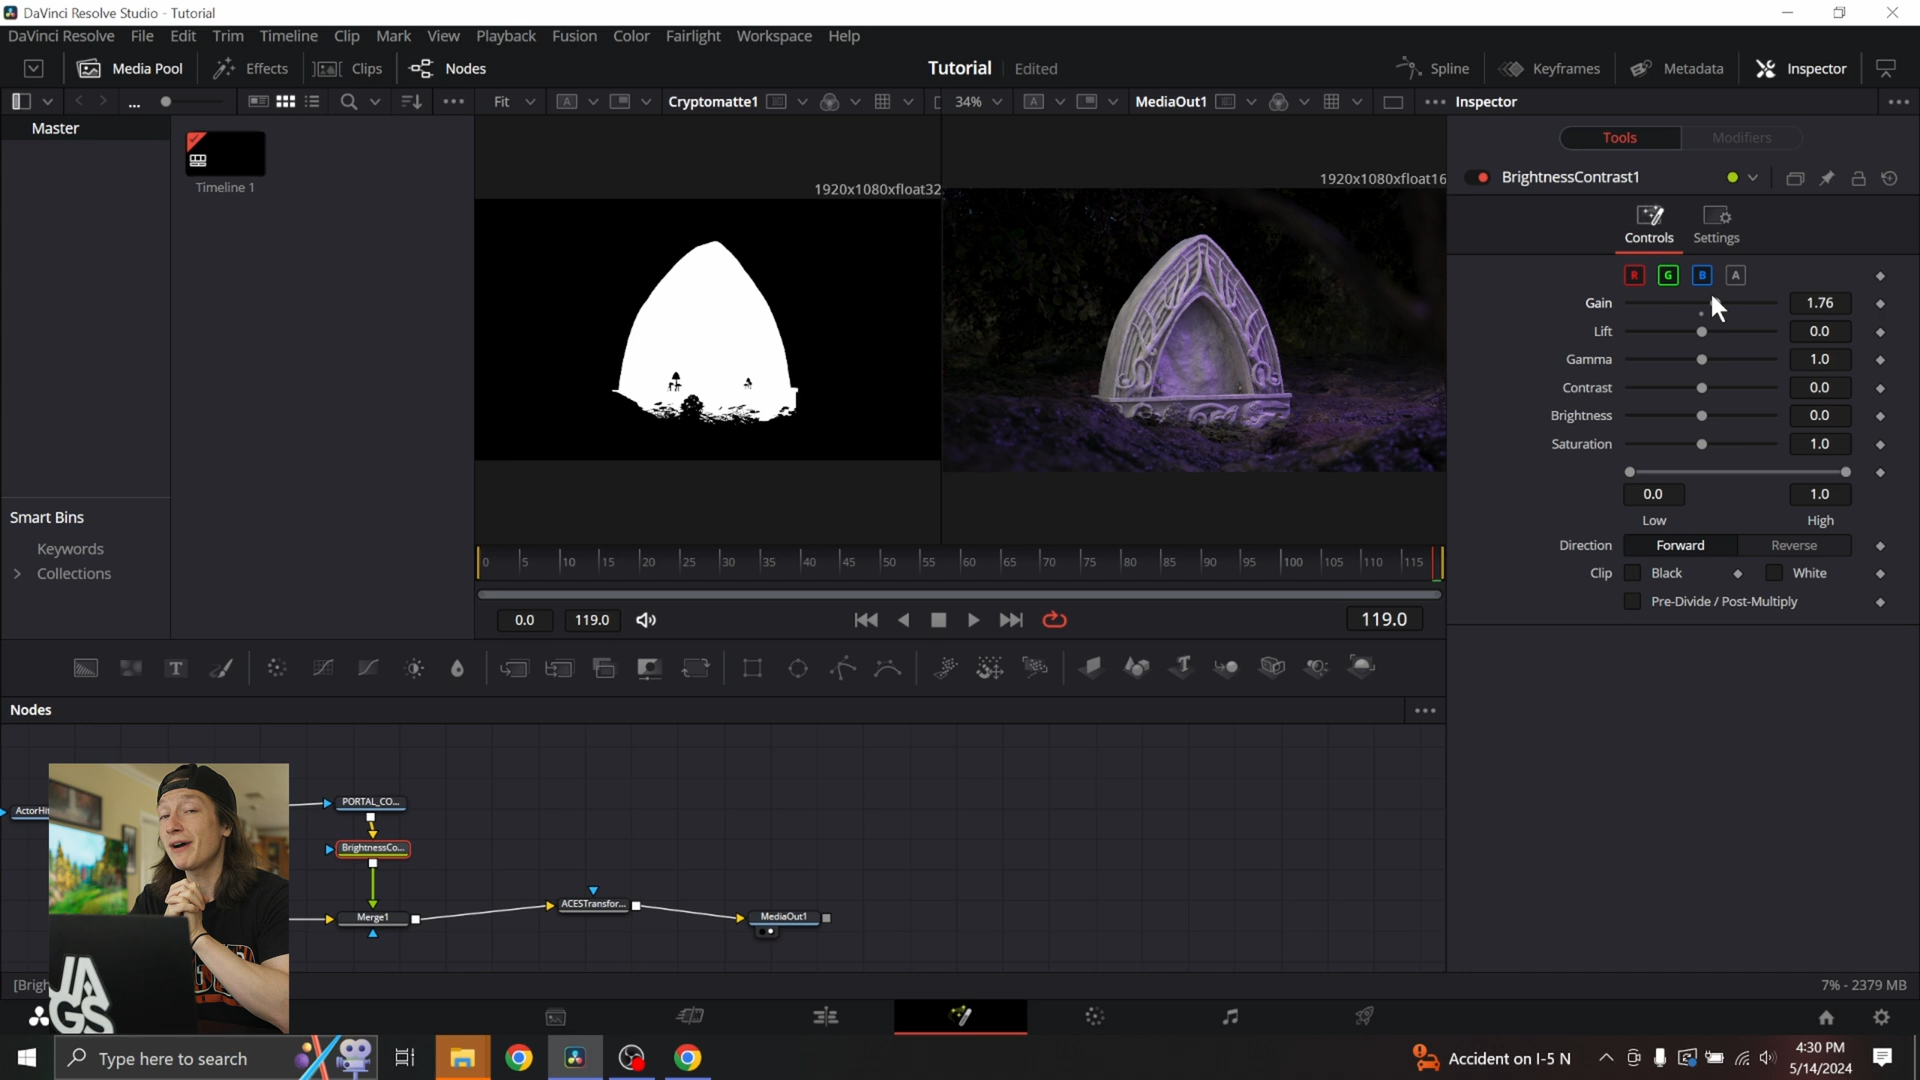 DaVinci Resolve Studio - Tutorial
DaVinci Resolve File Edit Trim Timeline Clip Mark View Playback Fusion Color Fairlight Workspace Help
Media Pool Effects Clips Nodes Tutorial Edited Spline Keyframes Metadata Inspector
... Fit A Cryptomatte1 34% A MediaOut1 Inspector
Master
Timeline 1
Smart Bins
Keywords
Collections
1920x1080xfloat32
1920x1080xfloat16
Tools Modifiers
BrightnessContrast1
Controls Settings
R G B A
Gain 1.76
Lift 0.0
Gamma 1.0
Contrast 0.0
Brightness 0.0
Saturation 1.0
0.0 1.0
Low High
Direction Forward Reverse
Clip Black White
Pre-Divide / Post-Multiply
0 5 10 15 20 25 30 35 40 45 50 55 60 65 70 75 80 85 90 95 100 105 110 115
0.0 119.0 119.0
T T
Nodes
ActorHi
PORTAL_CO...
BrightnessCo...
Merge1
ACESTransfor...
MediaOut1
JAGS
[Brigh
7% - 2379 MB
Type here to search
Accident on I-5 N
4:30 PM
5/14/2024